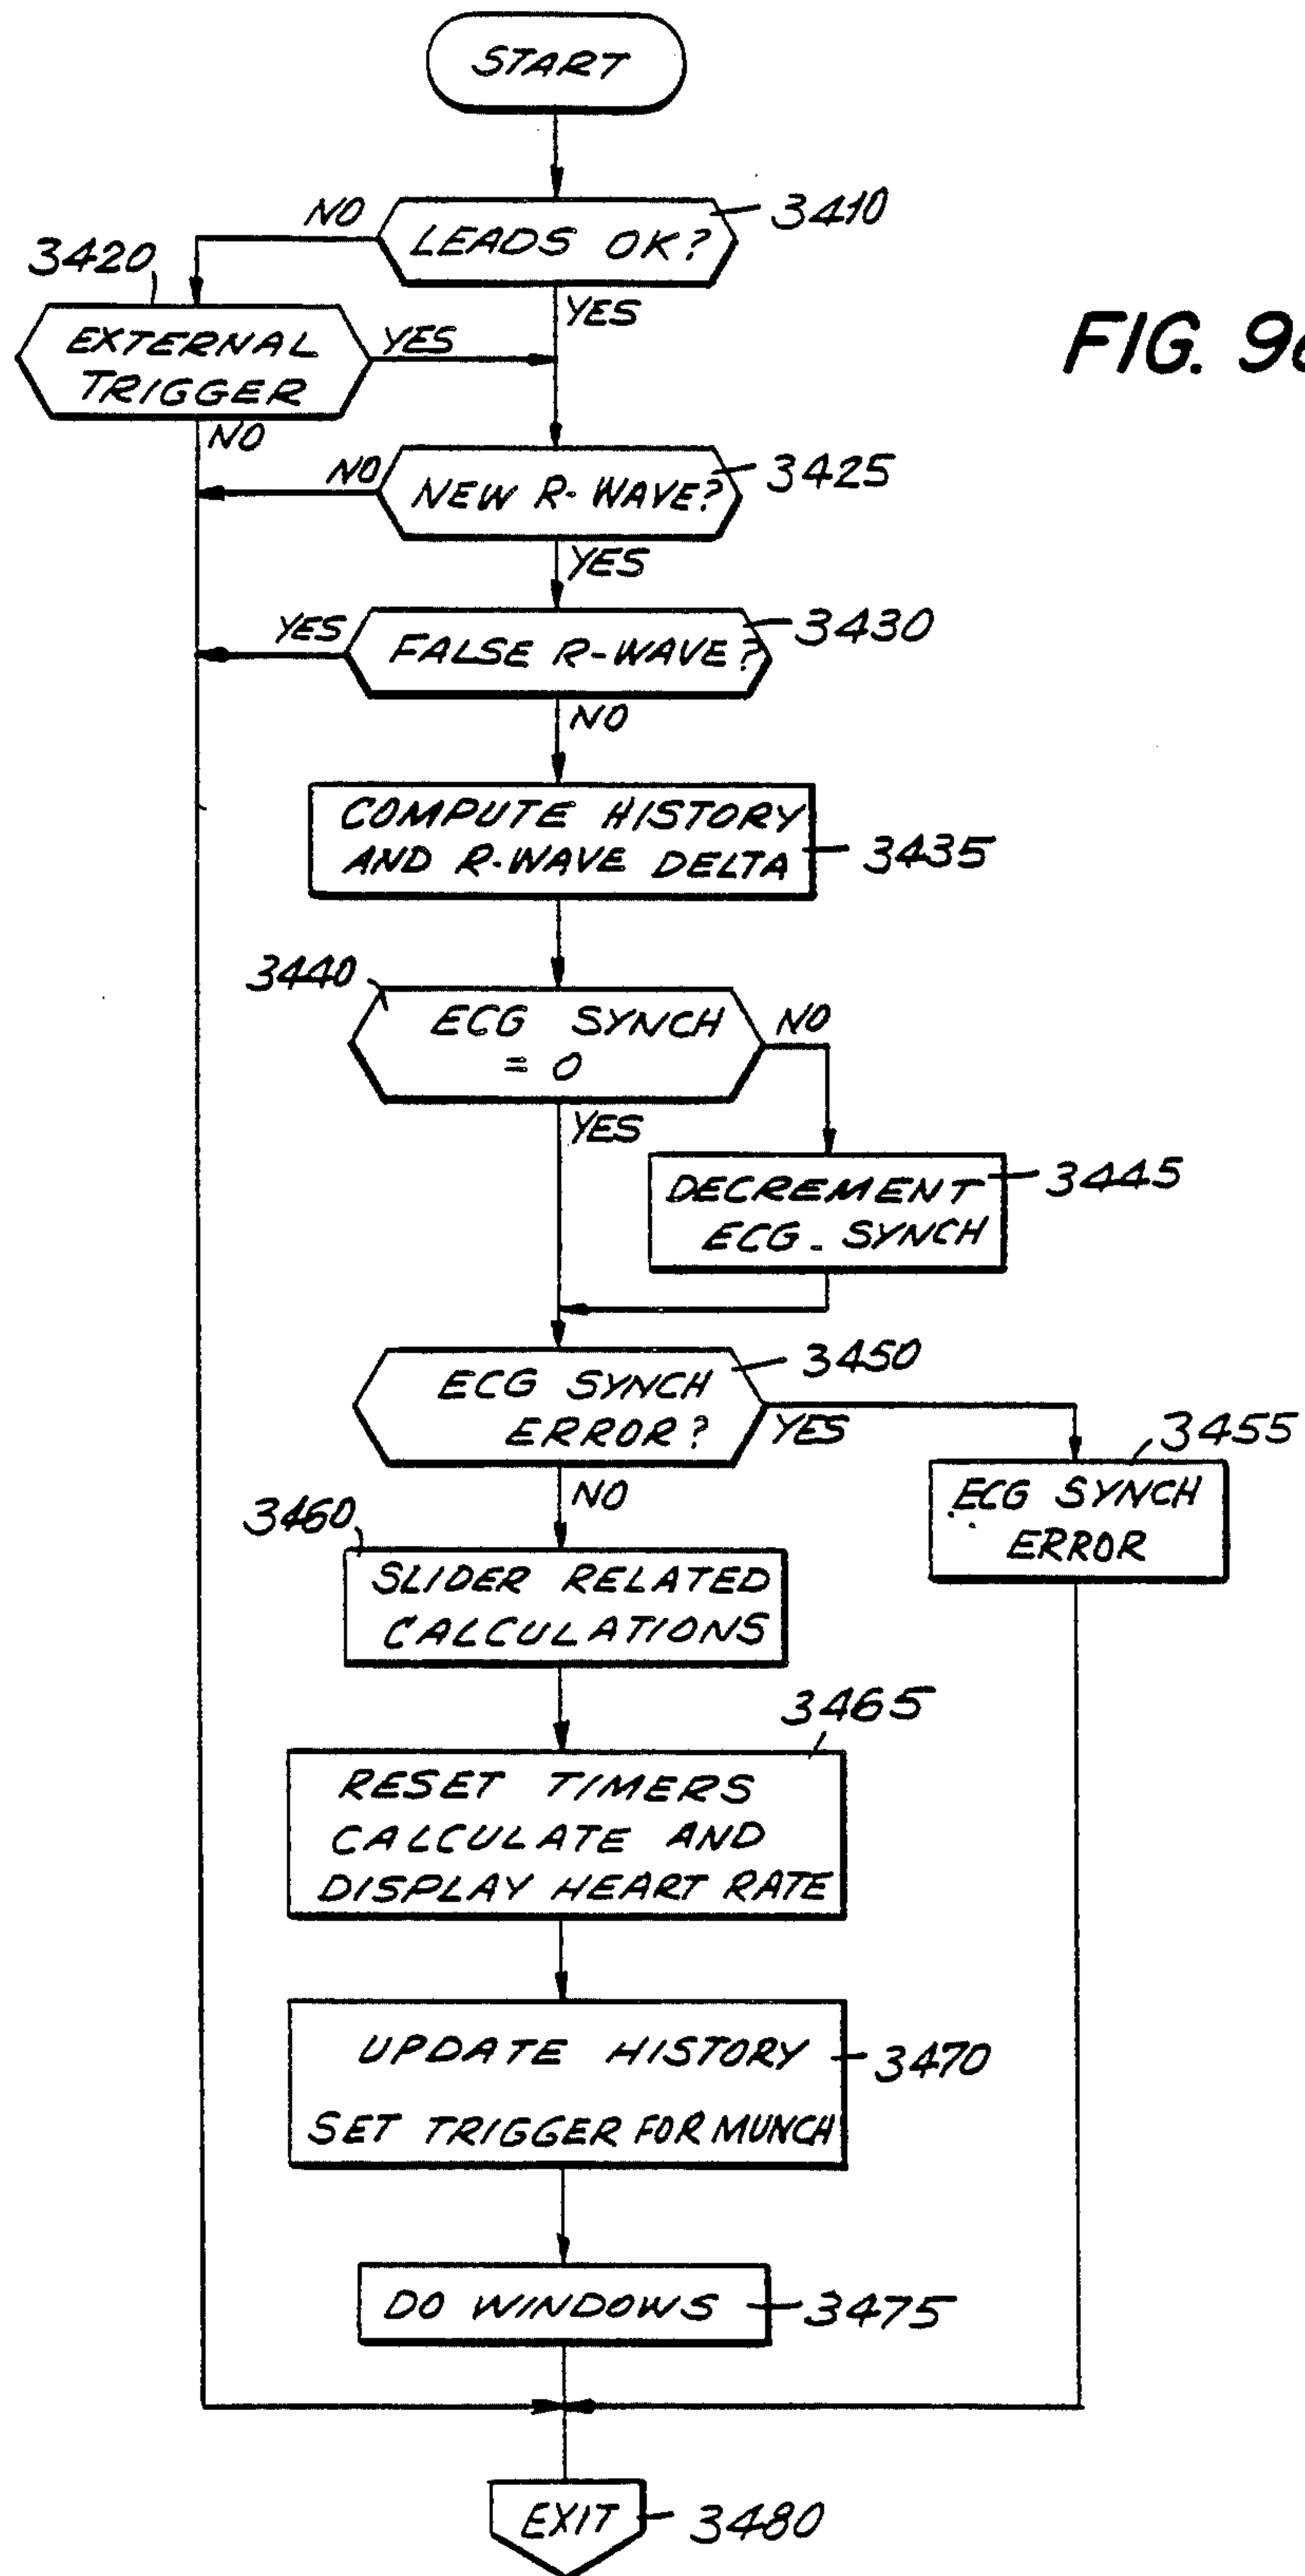 START
NO
LEADS OK?
3410
3420
YES
EXTERNAL
TRIGGER
YES
NO
FIG. 9
NO
NEW R-WAVE?
3425
YES
YES
FALSE R-WAVE?
3430
NO
COMPUTE HISTORY
AND R-WAVE DELTA
3435
3440
ECG SYNCH
= 0
NO
YES
DECREMENT
ECG_SYNCH
3445
ECG SYNCH
ERROR?
3450
YES
3455
ECG SYNCH
ERROR
NO
3460
SLIDER RELATED
CALCULATIONS
3465
RESET TIMERS
CALCULATE AND
DISPLAY HEART RATE
UPDATE HISTORY
3470
SET TRIGGER FOR MUNCH
DO WINDOWS
3475
EXIT
3480